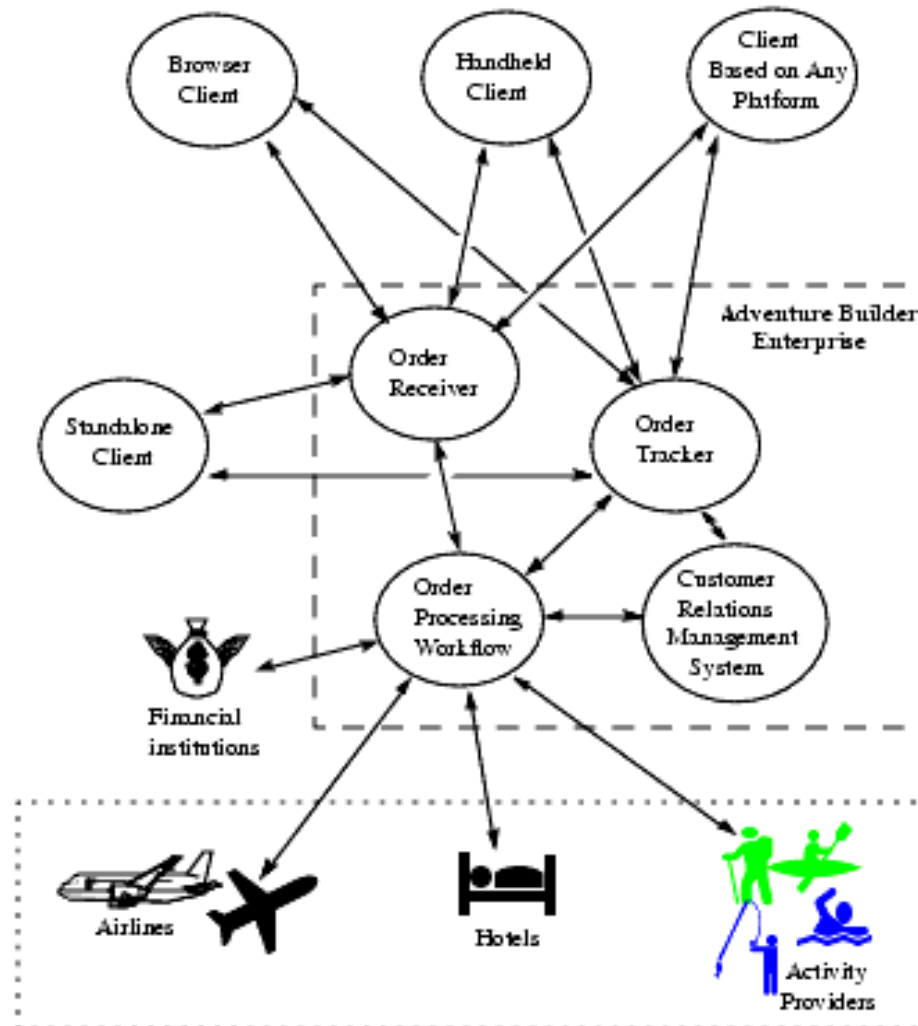 Browser
Client
Handheld
Client
Client
Based on Any
Platform
Adventure Builder
Enterprise
Order
Receiver
Standalone
Client
Order
Tracker
Order
Processing
Workflow
Customer
Relations
Management
System
Financial
institutions
Airlines
Hotels
Activity
Providers